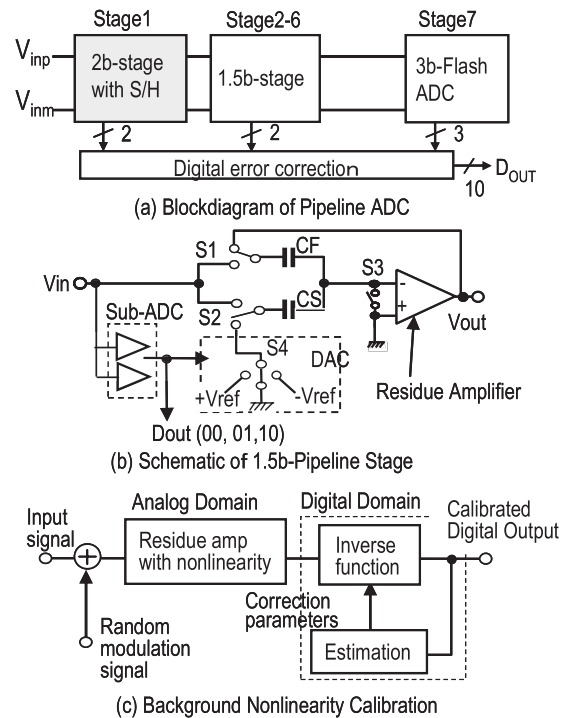 Stage1 Stage2-6 Stage7
Vinp
Vinm
2b-stage
with S/H
1.5b-stage
3b-Flash
ADC
2 2 3
Digital error correction
DOUT
10
(a) Blockdiagram of Pipeline ADC
S1 CF
S3
Vin
S2 CS
-
+
Vout
Sub-ADC
S4
DAC
+Vref -Vref
Residue Amplifier
Dout (00, 01,10)
(b) Schematic of 1.5b-Pipeline Stage
Analog Domain Digital Domain
Input
signal
Calibrated
Digital Output
Residue amp
with nonlinearity
Inverse
function
+
Correction
parameters
Random
modulation
signal
Estimation
(c) Background Nonlinearity Calibration